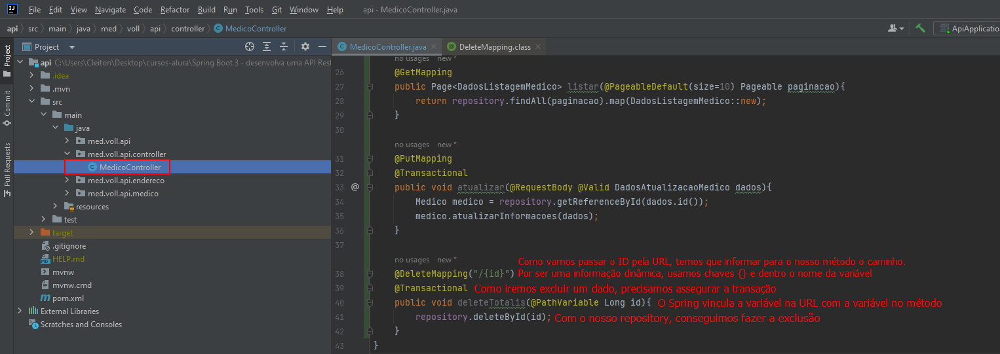 File Edit View Navigate Code Refactor Build Run Tools Git Window Help api - MedicoController.java
api src main java med voll api controller MedicoController ApiApplicatio
Project
MedicoController.java DeleteMapping.class
Project
Commit
Pull Requests
api C:\Users\Cleiton\Desktop\cursos-alura\Spring Boot 3 - desenvolva uma API Rest
.idea
.mvn
src
main
java
med.voll.api
med.voll.api.controller
MedicoController
med.voll.api.endereco
med.voll.api.medico
resources
test
target
.gitignore
HELP.md
mvnw
mvnw.cmd
pom.xml
External Libraries
Scratches and Consoles
no usages new *
26 @GetMapping
27 public Page<DadosListagemMedico> listar(@PageableDefault(size=10) Pageable paginacao){
28 return repository.findAll(paginacao).map(DadosListagemMedico::new);
29 }
30
no usages new *
31 @PutMapping
32 @Transactional
33 @ public void atualizar(@RequestBody @Valid DadosAtualizacaoMedico dados){
34 Medico medico = repository.getReferenceById(dados.id());
35 medico.atualizarInformacoes(dados);
36 }
37
no usages new *
Como vamos passar o ID pela URL, temos que informar para o nosso método o caminho.
38 @DeleteMapping("/{id}") Por ser uma informação dinâmica, usamos chaves {} e dentro o nome da variável
39 @Transactional Como iremos excluir um dado, precisamos assegurar a transação
40 public void deleteTotalis(@PathVariable Long id){ O Spring vincula a variável na URL com a variável no método
41 repository.deleteById(id); Com o nosso repository, conseguimos fazer a exclusão
42 }
43 }